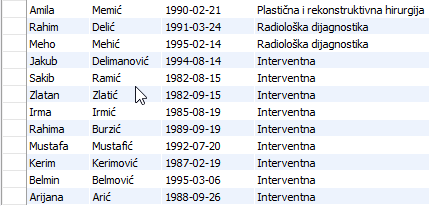 Amila Memić 1990-02-21 Plastična i rekonstruktivna hirurgija
Rahim Delić 1991-03-24 Radiološka dijagnostika
Meho Mehić 1995-02-14 Radiološka dijagnostika
Jakub Delimanović 1994-08-14 Interventna
Sakib Ramić 1982-08-15 Interventna
Zlatan Zlatić 1982-09-15 Interventna
Irma Irmić 1985-08-19 Interventna
Rahima Burzić 1989-09-19 Interventna
Mustafa Mustafić 1992-07-20 Interventna
Kerim Kerimović 1987-02-19 Interventna
Belmin Belmović 1995-03-06 Interventna
Arijana Arić 1988-09-26 Interventna